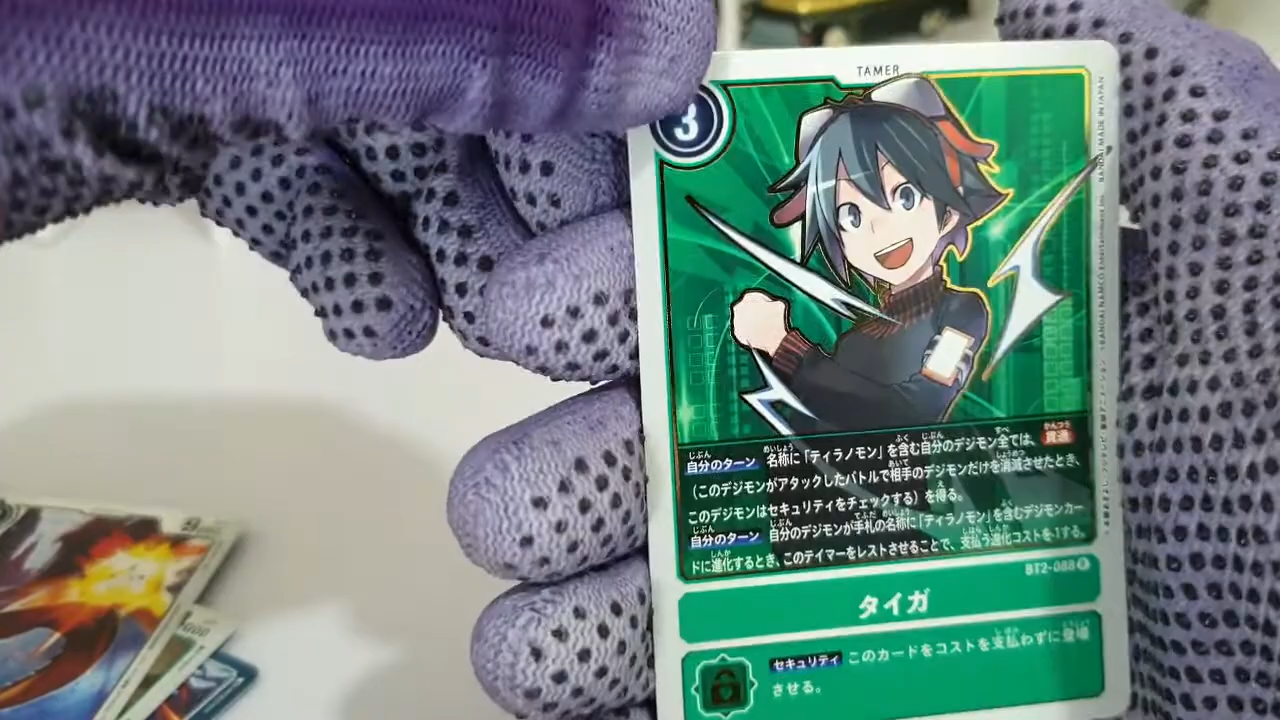 TAMER
3
自分のターン 名称に「ティラノモン」を含む自分のデジモン全ては、貫通
（このデジモンがアタックしたバトルで相手のデジモンだけを消滅させたとき、
このデジモンはセキュリティをチェックする）を得る。
自分のターン 自分のデジモンが手札の名称に「ティラノモン」を含むデジモンカー
ドに進化するとき、このテイマーをレストさせることで、支払う進化コストを-1する。
BT2-088 R
タイガ
セキュリティ このカードをコストを支払わずに登場
させる。
BANDAI MADE IN JAPAN